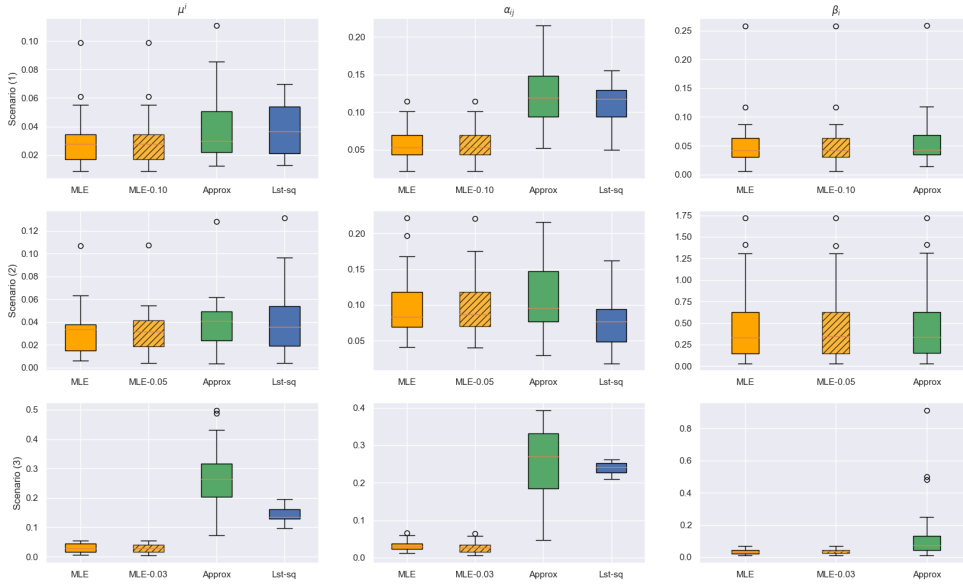 μ^i α_ij β_i
Scenario (1)
0.10 0.08 0.06 0.04 0.02
MLE MLE-0.10 Approx Lst-sq
0.20 0.15 0.10 0.05
MLE MLE-0.10 Approx Lst-sq
0.25 0.20 0.15 0.10 0.05 0.00
MLE MLE-0.10 Approx
Scenario (2)
0.12 0.10 0.08 0.06 0.04 0.02 0.00
MLE MLE-0.05 Approx Lst-sq
0.20 0.15 0.10 0.05
MLE MLE-0.05 Approx Lst-sq
1.75 1.50 1.25 1.00 0.75 0.50 0.25 0.00
MLE MLE-0.05 Approx
Scenario (3)
0.5 0.4 0.3 0.2 0.1 0.0
MLE MLE-0.03 Approx Lst-sq
0.4 0.3 0.2 0.1 0.0
MLE MLE-0.03 Approx Lst-sq
0.8 0.6 0.4 0.2 0.0
MLE MLE-0.03 Approx